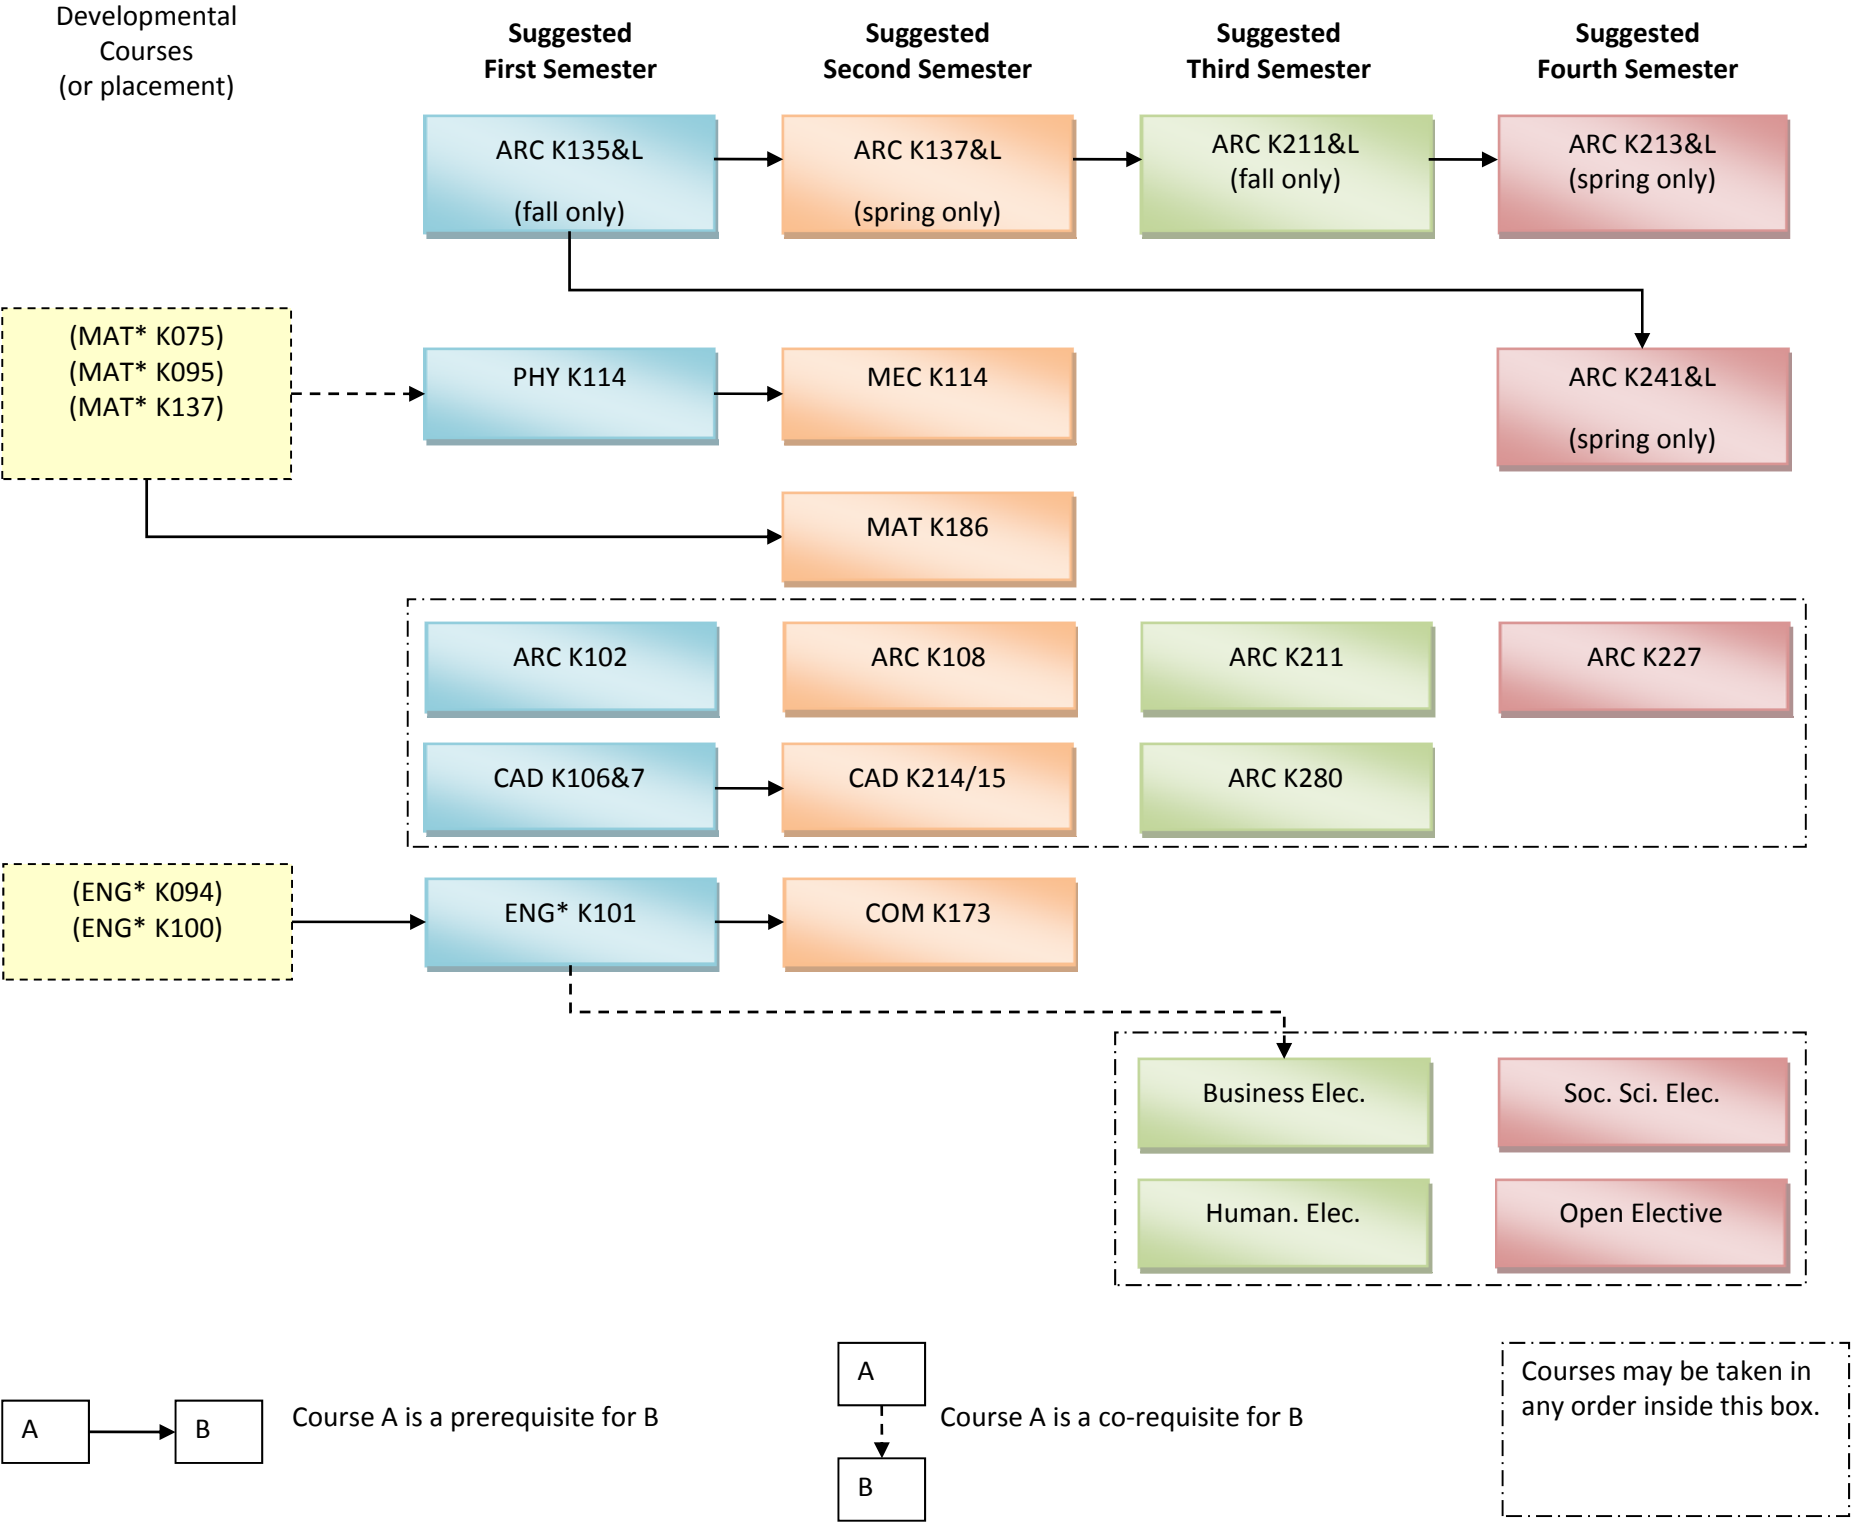 Developmental
Courses
(or placement)
Suggested
First Semester
Suggested
Second Semester
Suggested
Third Semester
Suggested
Fourth Semester
ARC K135&L
(fall only)
ARC K137&L
(spring only)
ARC K211&L
(fall only)
ARC K213&L
(spring only)
(MAT* K075)
(MAT* K095)
(MAT* K137)
PHY K114
MEC K114
ARC K241&L
(spring only)
MAT K186
ARC K102
ARC K108
ARC K211
ARC K227
CAD K106&7
CAD K214/15
ARC K280
(ENG* K094)
(ENG* K100)
ENG* K101
COM K173
Business Elec.
Soc. Sci. Elec.
Human. Elec.
Open Elective
A
B
Course A is a prerequisite for B
A
Course A is a co-requisite for B
B
Courses may be taken in
any order inside this box.